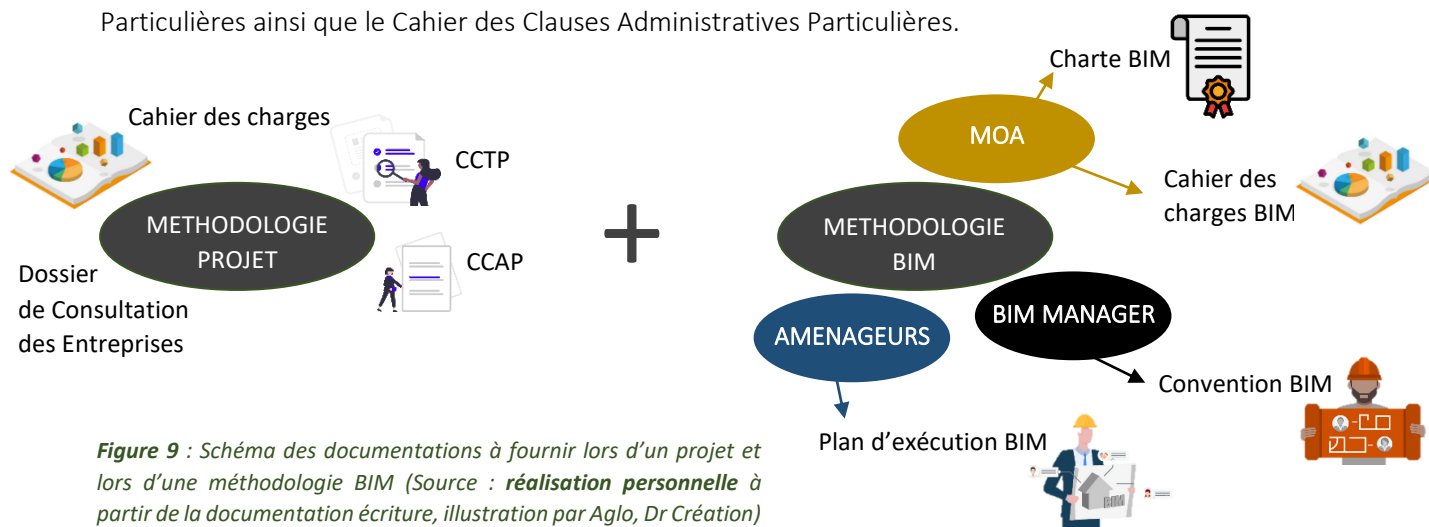 Particulières ainsi que le Cahier des Clauses Administratives Particulières.
Cahier des charges
CCTP
METHODOLOGIE
PROJET
CCAP
Dossier
de Consultation
des Entreprises
+
Charte BIM
MOA
Cahier des
charges BIM
METHODOLOGIE
BIM
BIM MANAGER
AMENAGEURS
Convention BIM
Plan d’exécution BIM
BIM
Figure 9 : Schéma des documentations à fournir lors d’un projet et
lors d’une méthodologie BIM (Source : réalisation personnelle à
partir de la documentation écriture, illustration par Aglo, Dr Création)